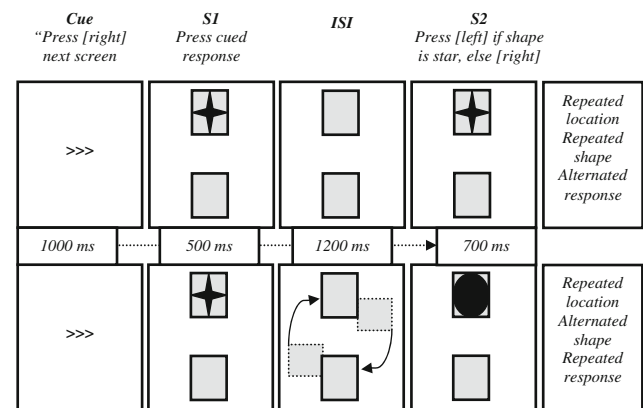 Cue
“Press [right]
next screen
S1
Press cued
response
ISI
S2
Press [left] if shape
is star, else [right]
>>>
Repeated
location
Repeated
shape
Alternated
response
1000 ms
500 ms
1200 ms
700 ms
>>>
Repeated
location
Alternated
shape
Repeated
response